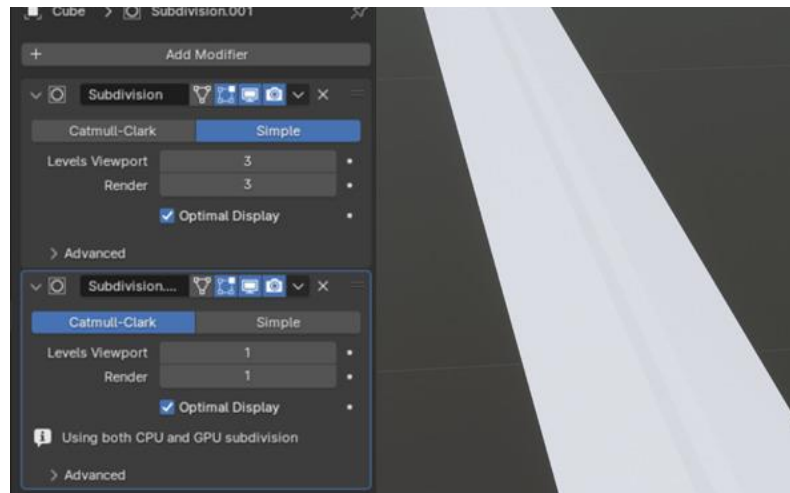 Cube > Subdivision.001
+ Add Modifier
Subdivision
Catmull-Clark Simple
Levels Viewport 3
Render 3
Optimal Display
> Advanced
Subdivision....
Catmull-Clark Simple
Levels Viewport 1
Render 1
Optimal Display
Using both CPU and GPU subdivision
> Advanced